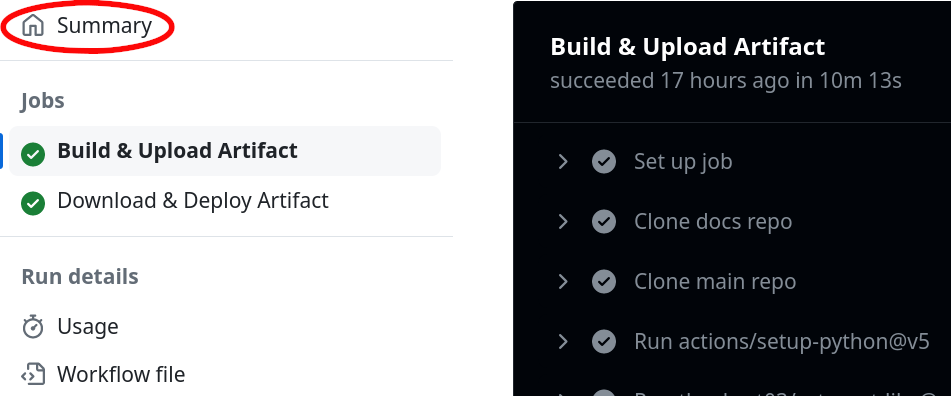 Summary
Jobs
Build & Upload Artifact
Download & Deploy Artifact
Run details
Usage
Workflow file
Build & Upload Artifact
succeeded 17 hours ago in 10m 13s
Set up job
Clone docs repo
Clone main repo
Run actions/setup-python@v5